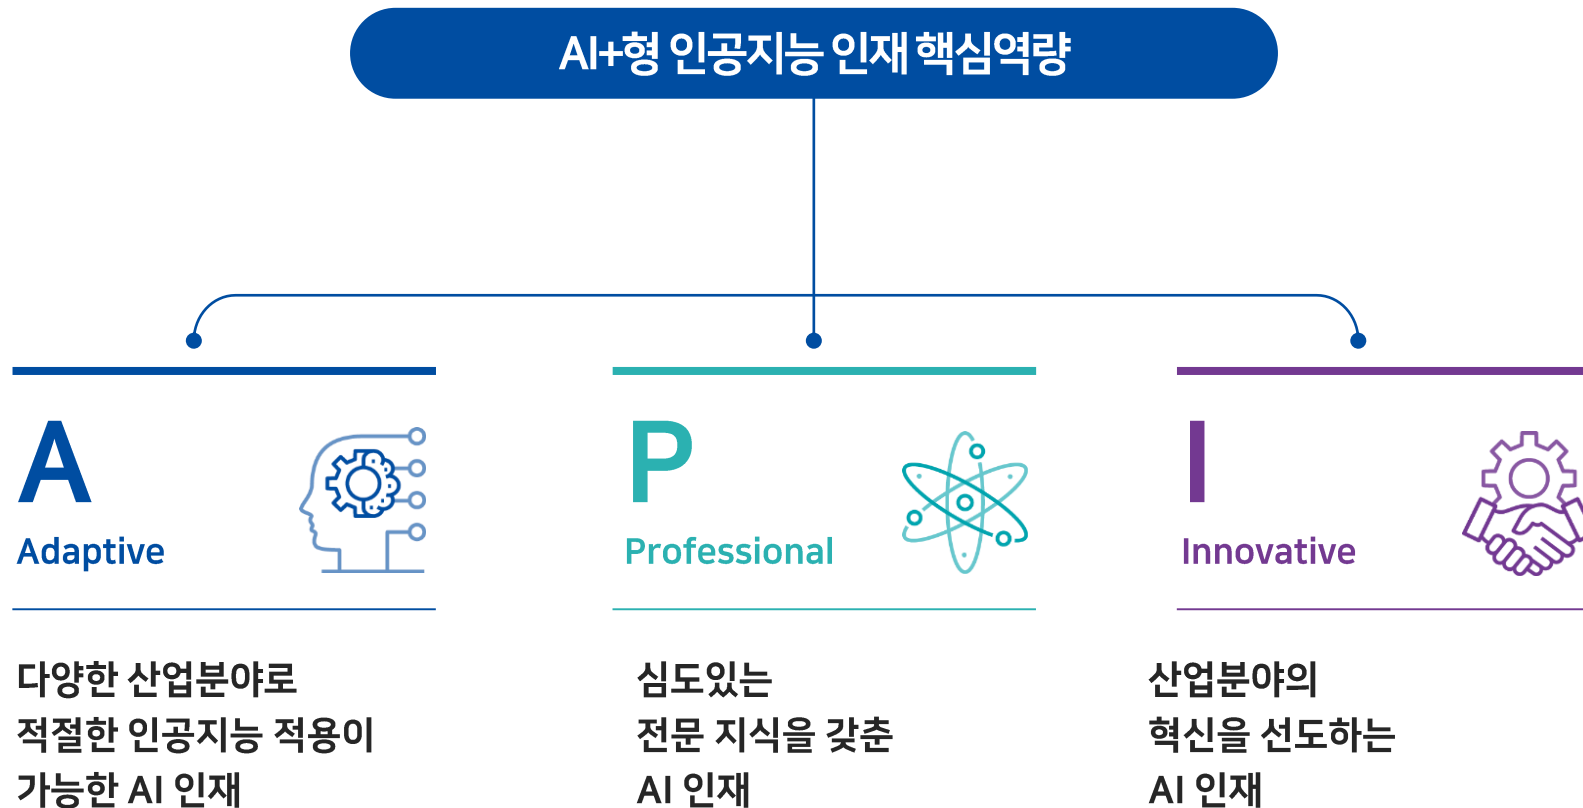 AI+형 인공지능 인재 핵심역량
A
Adaptive
다양한 산업분야로
적절한 인공지능 적용이
가능한 AI 인재
P
Professional
심도있는
전문 지식을 갖춘
AI 인재
I
Innovative
산업분야의
혁신을 선도하는
AI 인재